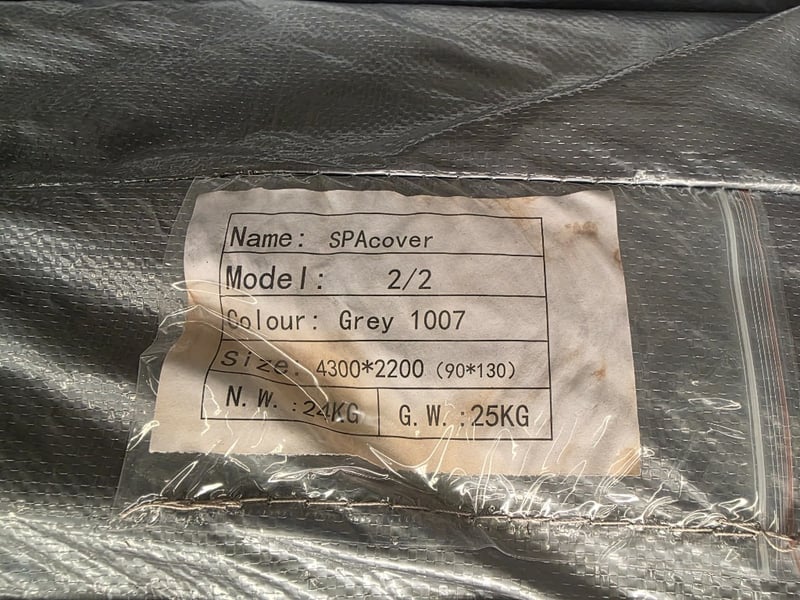 Name: SPAcover
Model: 2/2
Colour: Grey 1007
Size: 4300*2200 (90*130)
N.W.:24KG G.W.:25KG